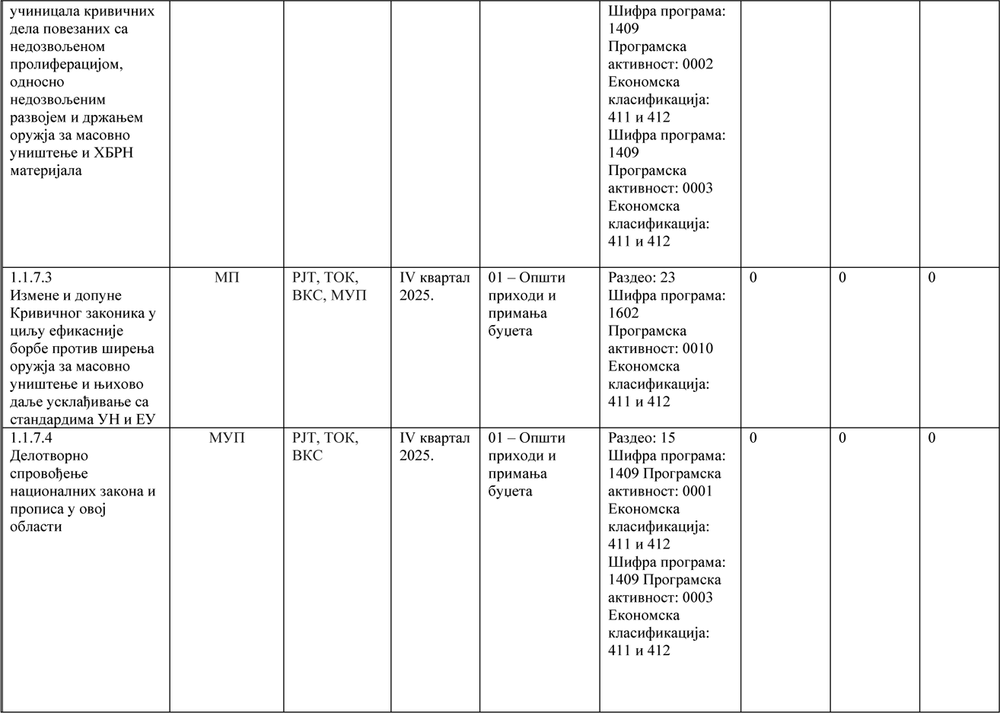 учиницала кривичних
дела повезаних са
недозвољеном
пролиферацијом,
односно
недозвољеним
развојем и држањем
оружја за масовно
уништење и ХБРН
материјала
Шифра програма:
1409
Програмска
активност: 0002
Економска
класификација:
411 и 412
Шифра програма:
1409
Програмска
активност: 0003
Економска
класификација:
411 и 412
1.1.7.3
Измене и допуне
Кривичног законика у
циљу ефикасније
борбе против ширења
оружја за масовно
уништење и њихово
даље усклађивање са
стандардима УН и ЕУ
МП
РЈТ, ТОК,
ВКС, МУП
IV квартал
2025.
01 – Општи
приходи и
примања
буџета
Раздео: 23
Шифра програма:
1602
Програмска
активност: 0010
Економска
класификација:
411 и 412
0
0
0
1.1.7.4
Делотворно
спровођење
националних закона и
прописа у овој
области
МУП
РЈТ, ТОК,
ВКС
IV квартал
2025.
01 – Општи
приходи и
примања
буџета
Раздео: 15
Шифра програма:
1409 Програмска
активност: 0001
Економска
класификација:
411 и 412
Шифра програма:
1409 Програмска
активност: 0003
Економска
класификација:
411 и 412
0
0
0